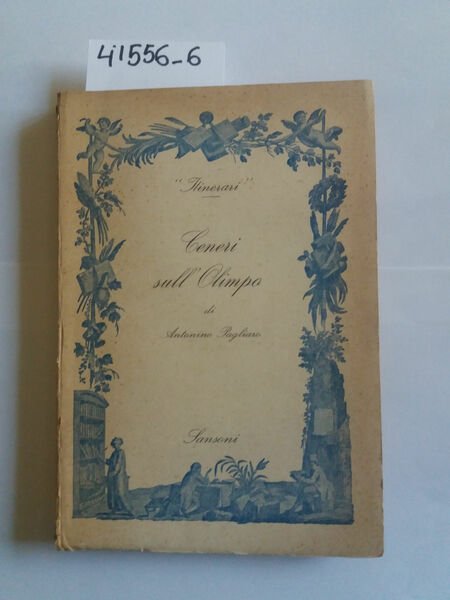 41556_6
"Itinerari"
Ceneri
sull'Olimpo
di
Antonino Pagliaro
Sansoni